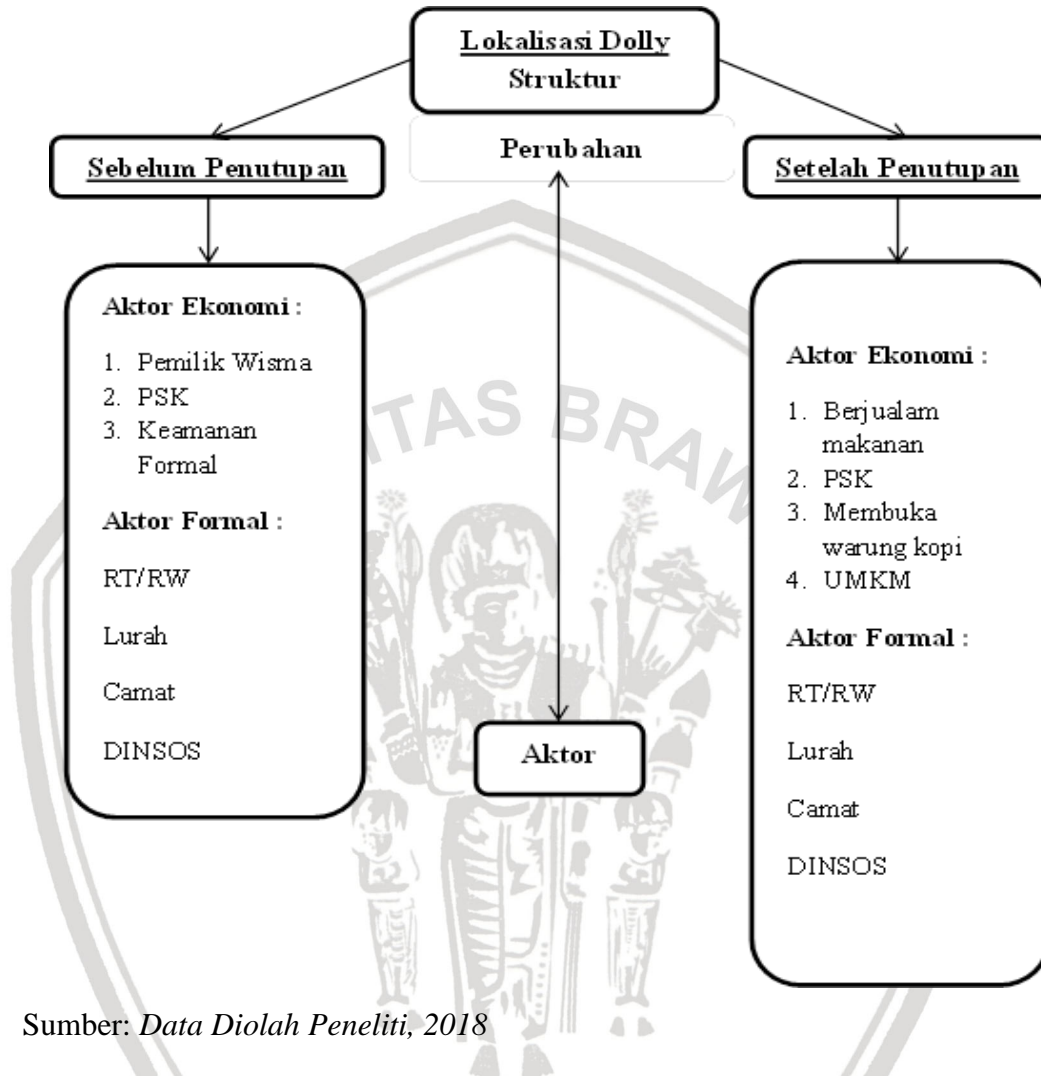 Lokalisasi Dolly
Struktur
Perubahan
Sebelum Penutupan
Setelah Penutupan
Aktor Ekonomi :
1. Pemilik Wisma
2. PSK
3. Keamanan
Formal
Aktor Formal :
RT/RW
Lurah
Camat
DINSOS
Aktor
Aktor Ekonomi :
1. Berjualam
makanan
2. PSK
3. Membuka
warung kopi
4. UMKM
Aktor Formal :
RT/RW
Lurah
Camat
DINSOS
ITAS BRAW
Sumber: Data Diolah Peneliti, 2018